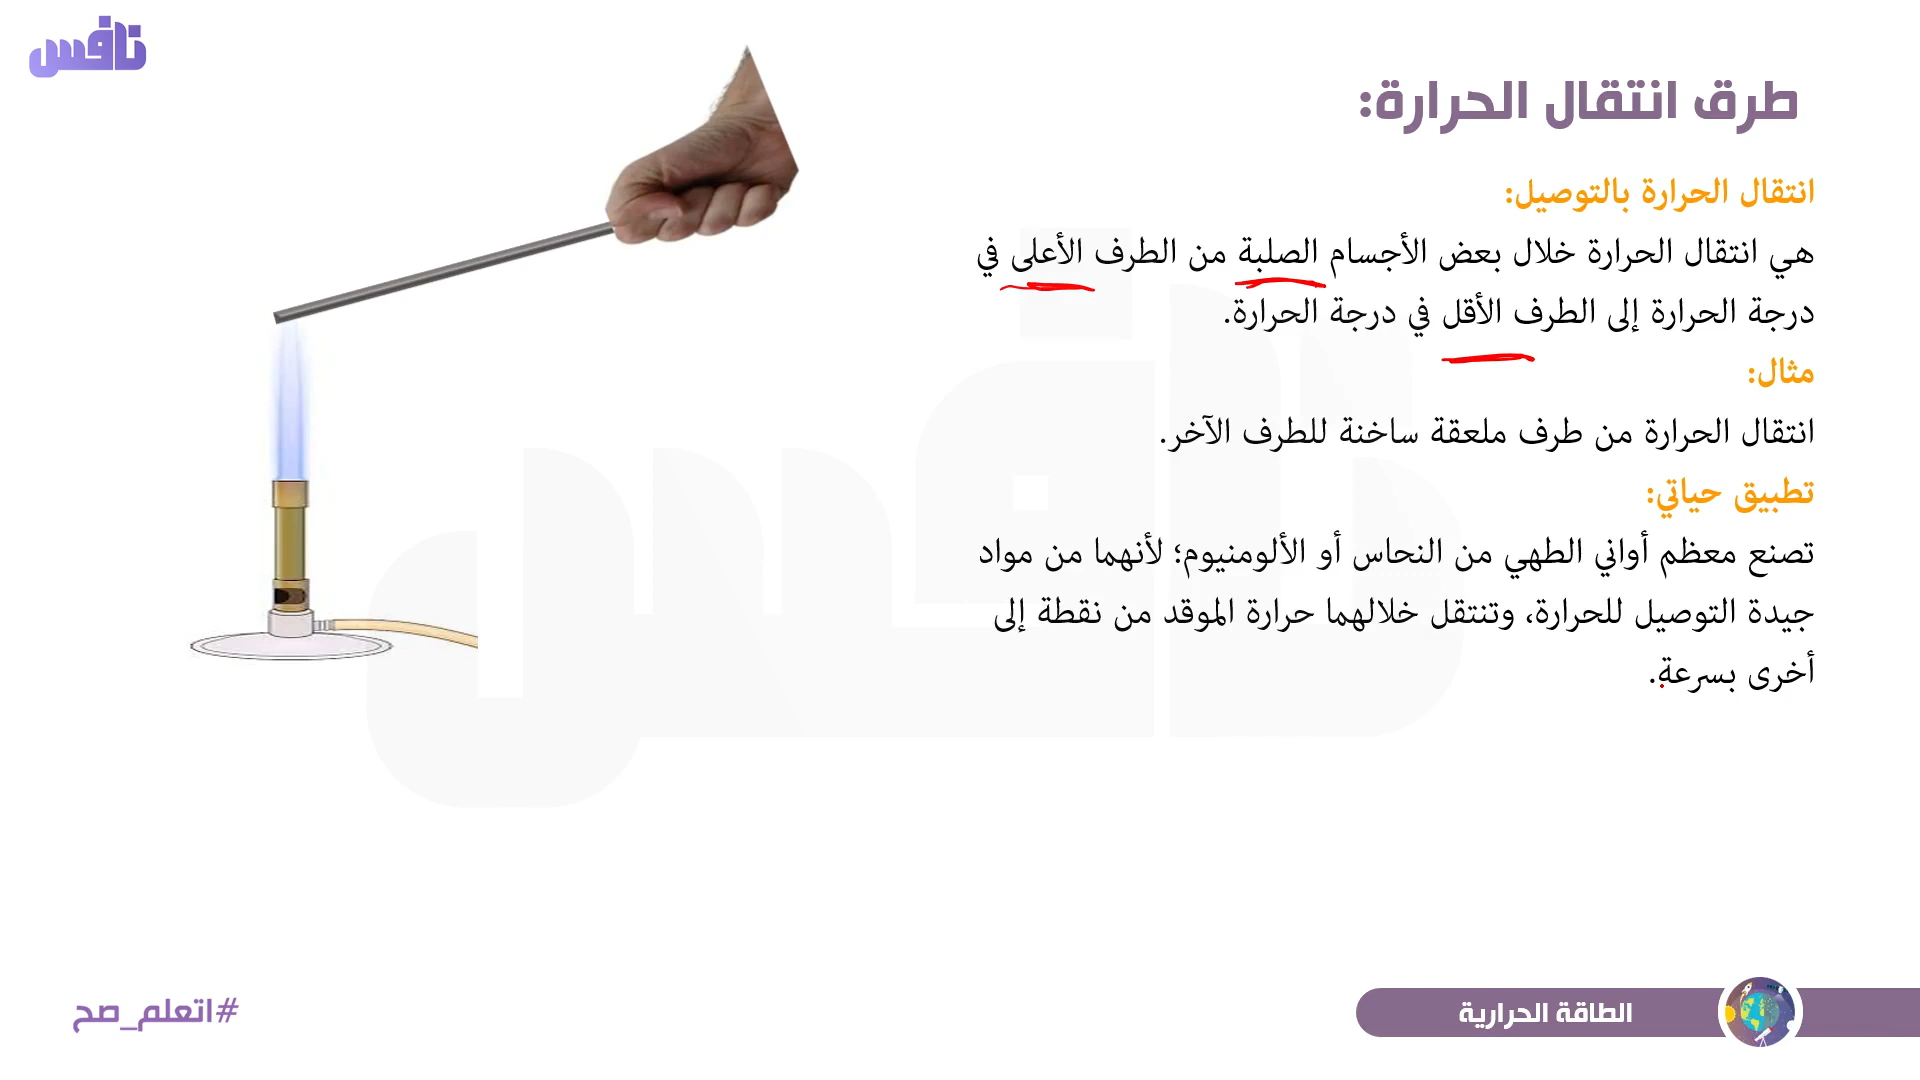 نافس
طرق انتقال الحرارة:
انتقال الحرارة بالتوصيل:
هي انتقال الحرارة خلال بعض الأجسام الصلبة من الطرف الأعلى في
درجة الحرارة إلى الطرف الأقل في درجة الحرارة.
مثال:
انتقال الحرارة من طرف ملعقة ساخنة للطرف الآخر.
تطبيق حياتي:
تصنع معظم أواني الطهي من النحاس أو الألومنيوم؛ لأنهما من مواد
جيدة التوصيل للحرارة، وتنتقل خلالهما حرارة الموقد من نقطة إلى
أخرى بسرعة.
الطاقة الحرارية
#اتعلم_صح